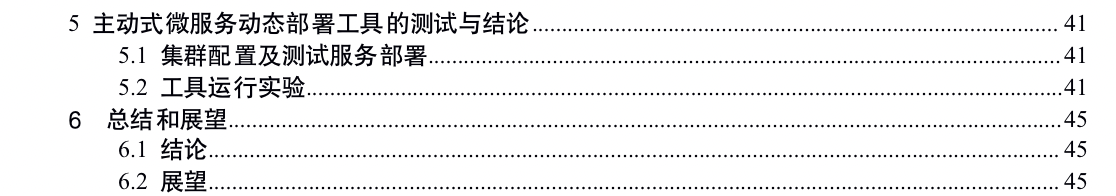 5 主动式微服务动态部署工具的测试与结论........................................................................................ 41
5.1 集群配置及测试服务部署.......................................................................................................... 41
5.2 工具运行实验..............................................................................................................................41
6 总结和展望...........................................................................................................................................45
6.1 结论.............................................................................................................................................. 45
6.2 展望.............................................................................................................................................. 45